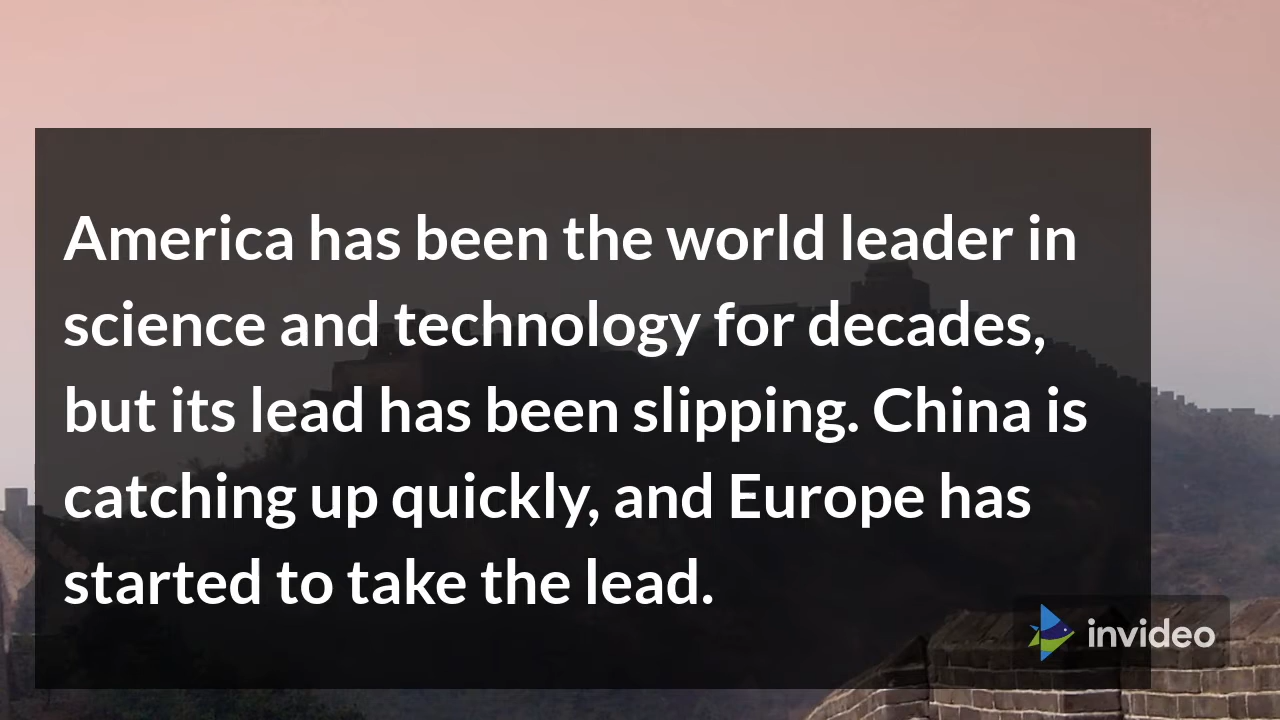 America has been the world leader in
science and technology for decades,
but its lead has been slipping. China is
catching up quickly, and Europe has
started to take the lead.
invideo